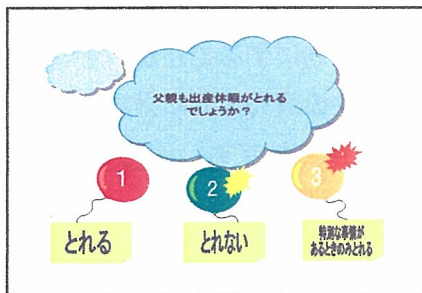 父親も出産休暇がとれる
でしょうか？
1
2
3
とれる
とれない
特別な事情が
あるときのみとれる